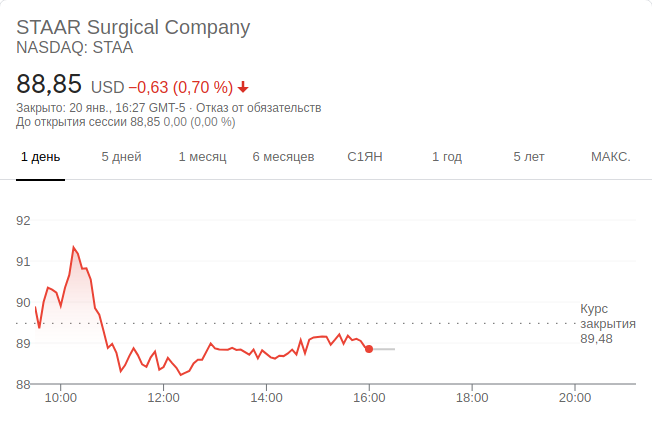 STAAR Surgical Company
NASDAQ: STAA
88,85 USD −0,63 (0,70 %)
Закрыто: 20 янв., 16:27 GMT-5 · Отказ от обязательств
До открытия сессии 88,85 0,00 (0,00 %)
1 день 5 дней 1 месяц 6 месяцев С1ЯН 1 год 5 лет МАКС.
92
91
90
89
88
Курс
закрытия
89,48
10:00 12:00 14:00 16:00 18:00 20:00